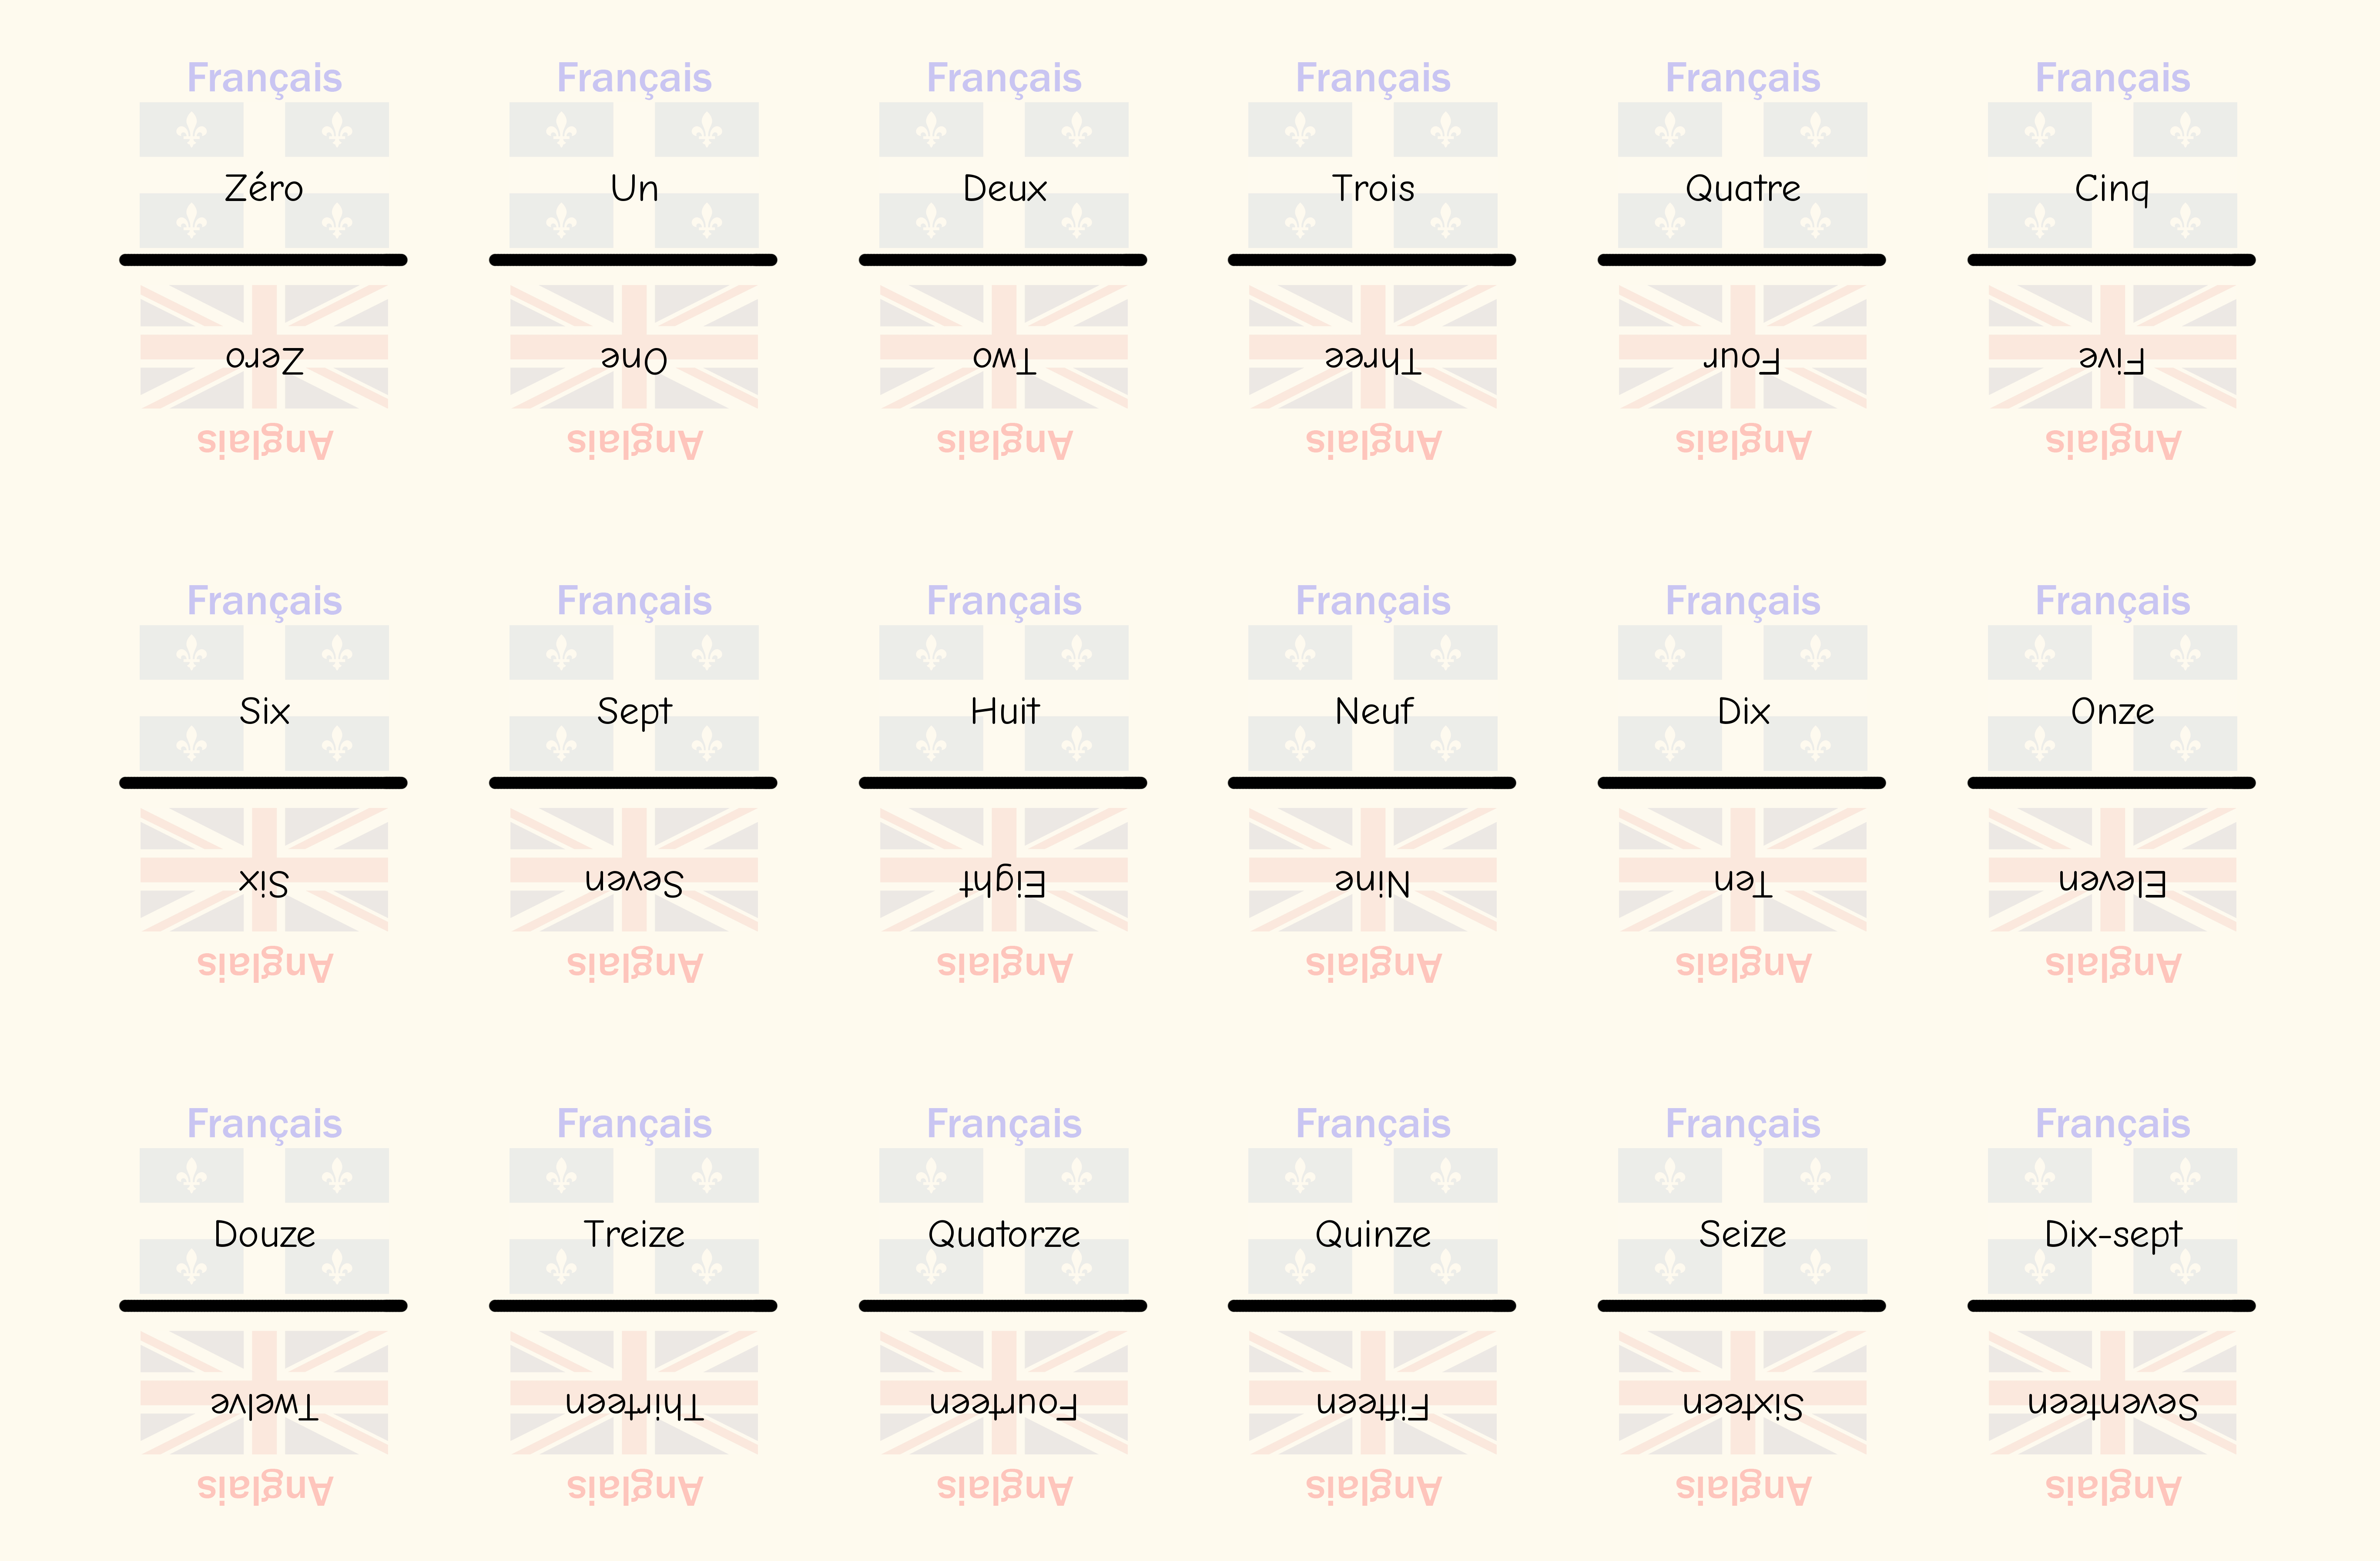 Français
Zéro
Zero
Anglais
Français
Un
One
Anglais
Français
Deux
Two
Anglais
Français
Trois
Three
Anglais
Français
Quatre
Four
Anglais
Français
Cinq
Five
Anglais
Français
Six
Six
Anglais
Français
Sept
Seven
Anglais
Français
Huit
Eight
Anglais
Français
Neuf
Nine
Anglais
Français
Dix
Ten
Anglais
Français
Onze
Eleven
Anglais
Français
Douze
Twelve
Anglais
Français
Treize
Thirteen
Anglais
Français
Quatorze
Fourteen
Anglais
Français
Quinze
Fifteen
Anglais
Français
Seize
Sixteen
Anglais
Français
Dix-sept
Seventeen
Anglais